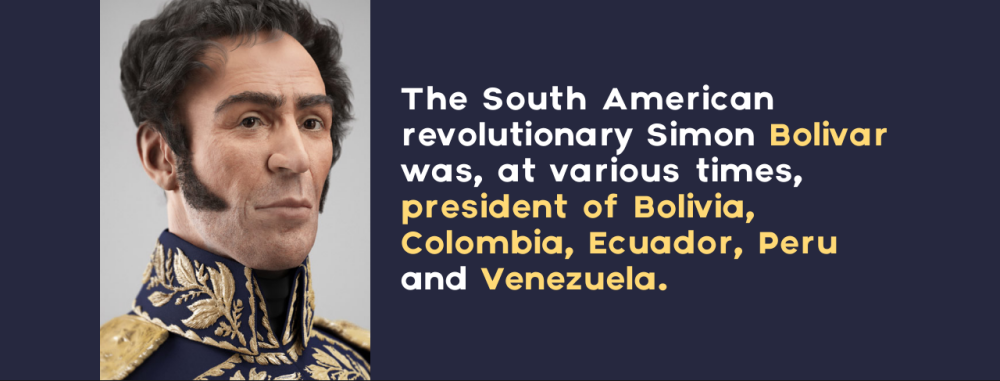 The South American
revolutionary Simon Bolivar
was, at various times,
president of Bolivia,
Colombia, Ecuador, Peru
and Venezuela.